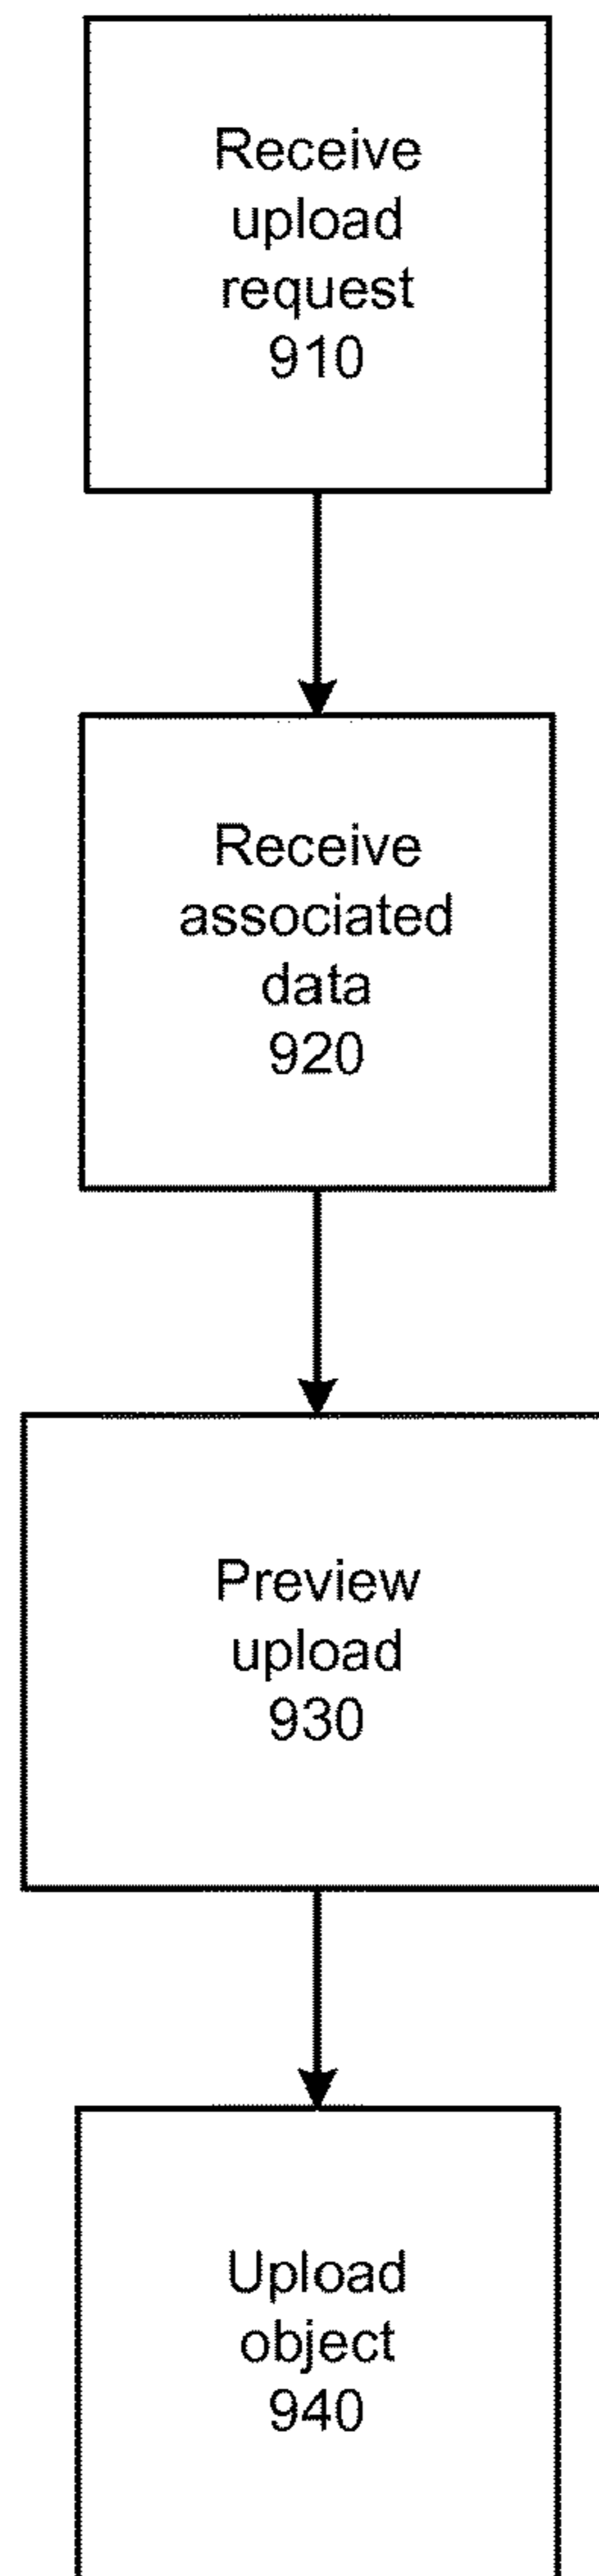 Receive
upload
request
910
Receive
associated
data
920
Preview
upload
930
Upload
object
940